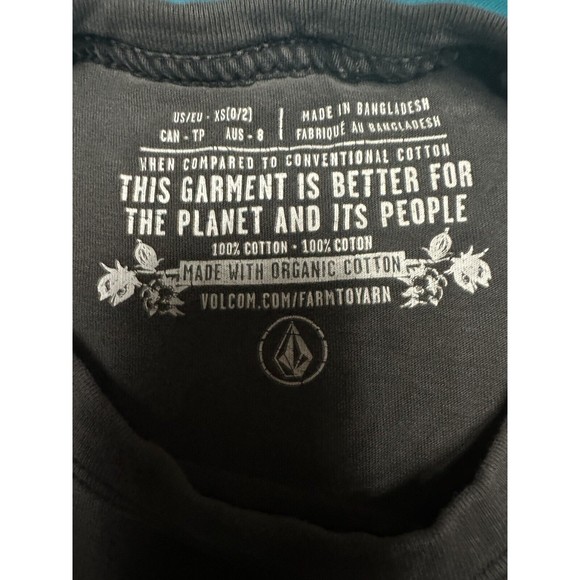 US/EU - XS(0/2) | MADE IN BANGLADESH
CAN - TP AUS - 8 | FABRIQUÉ AU BANGLADESH
WHEN COMPARED TO CONVENTIONAL COTTON
THIS GARMENT IS BETTER FOR
THE PLANET AND ITS PEOPLE
100% COTTON - 100% COTON
MADE WITH ORGANIC COTTON
VOLCOM.COM/FARMTOYARN